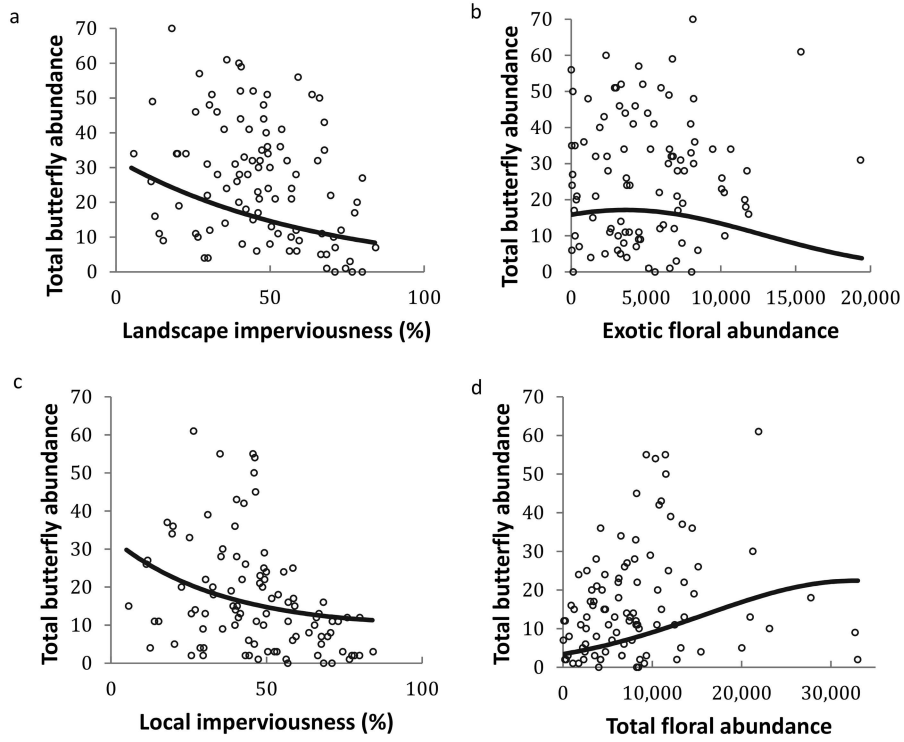 a
70
60
50
40
30
20
10
0
Total butterfly abundance
0 50 100
Landscape imperviousness (%)
b
70
60
50
40
30
20
10
0
Total butterfly abundance
0 5,000 10,000 15,000 20,000
Exotic floral abundance
c
70
60
50
40
30
20
10
0
Total butterfly abundance
0 50 100
Local imperviousness (%)
d
70
60
50
40
30
20
10
0
Total butterfly abundance
0 10,000 20,000 30,000
Total floral abundance